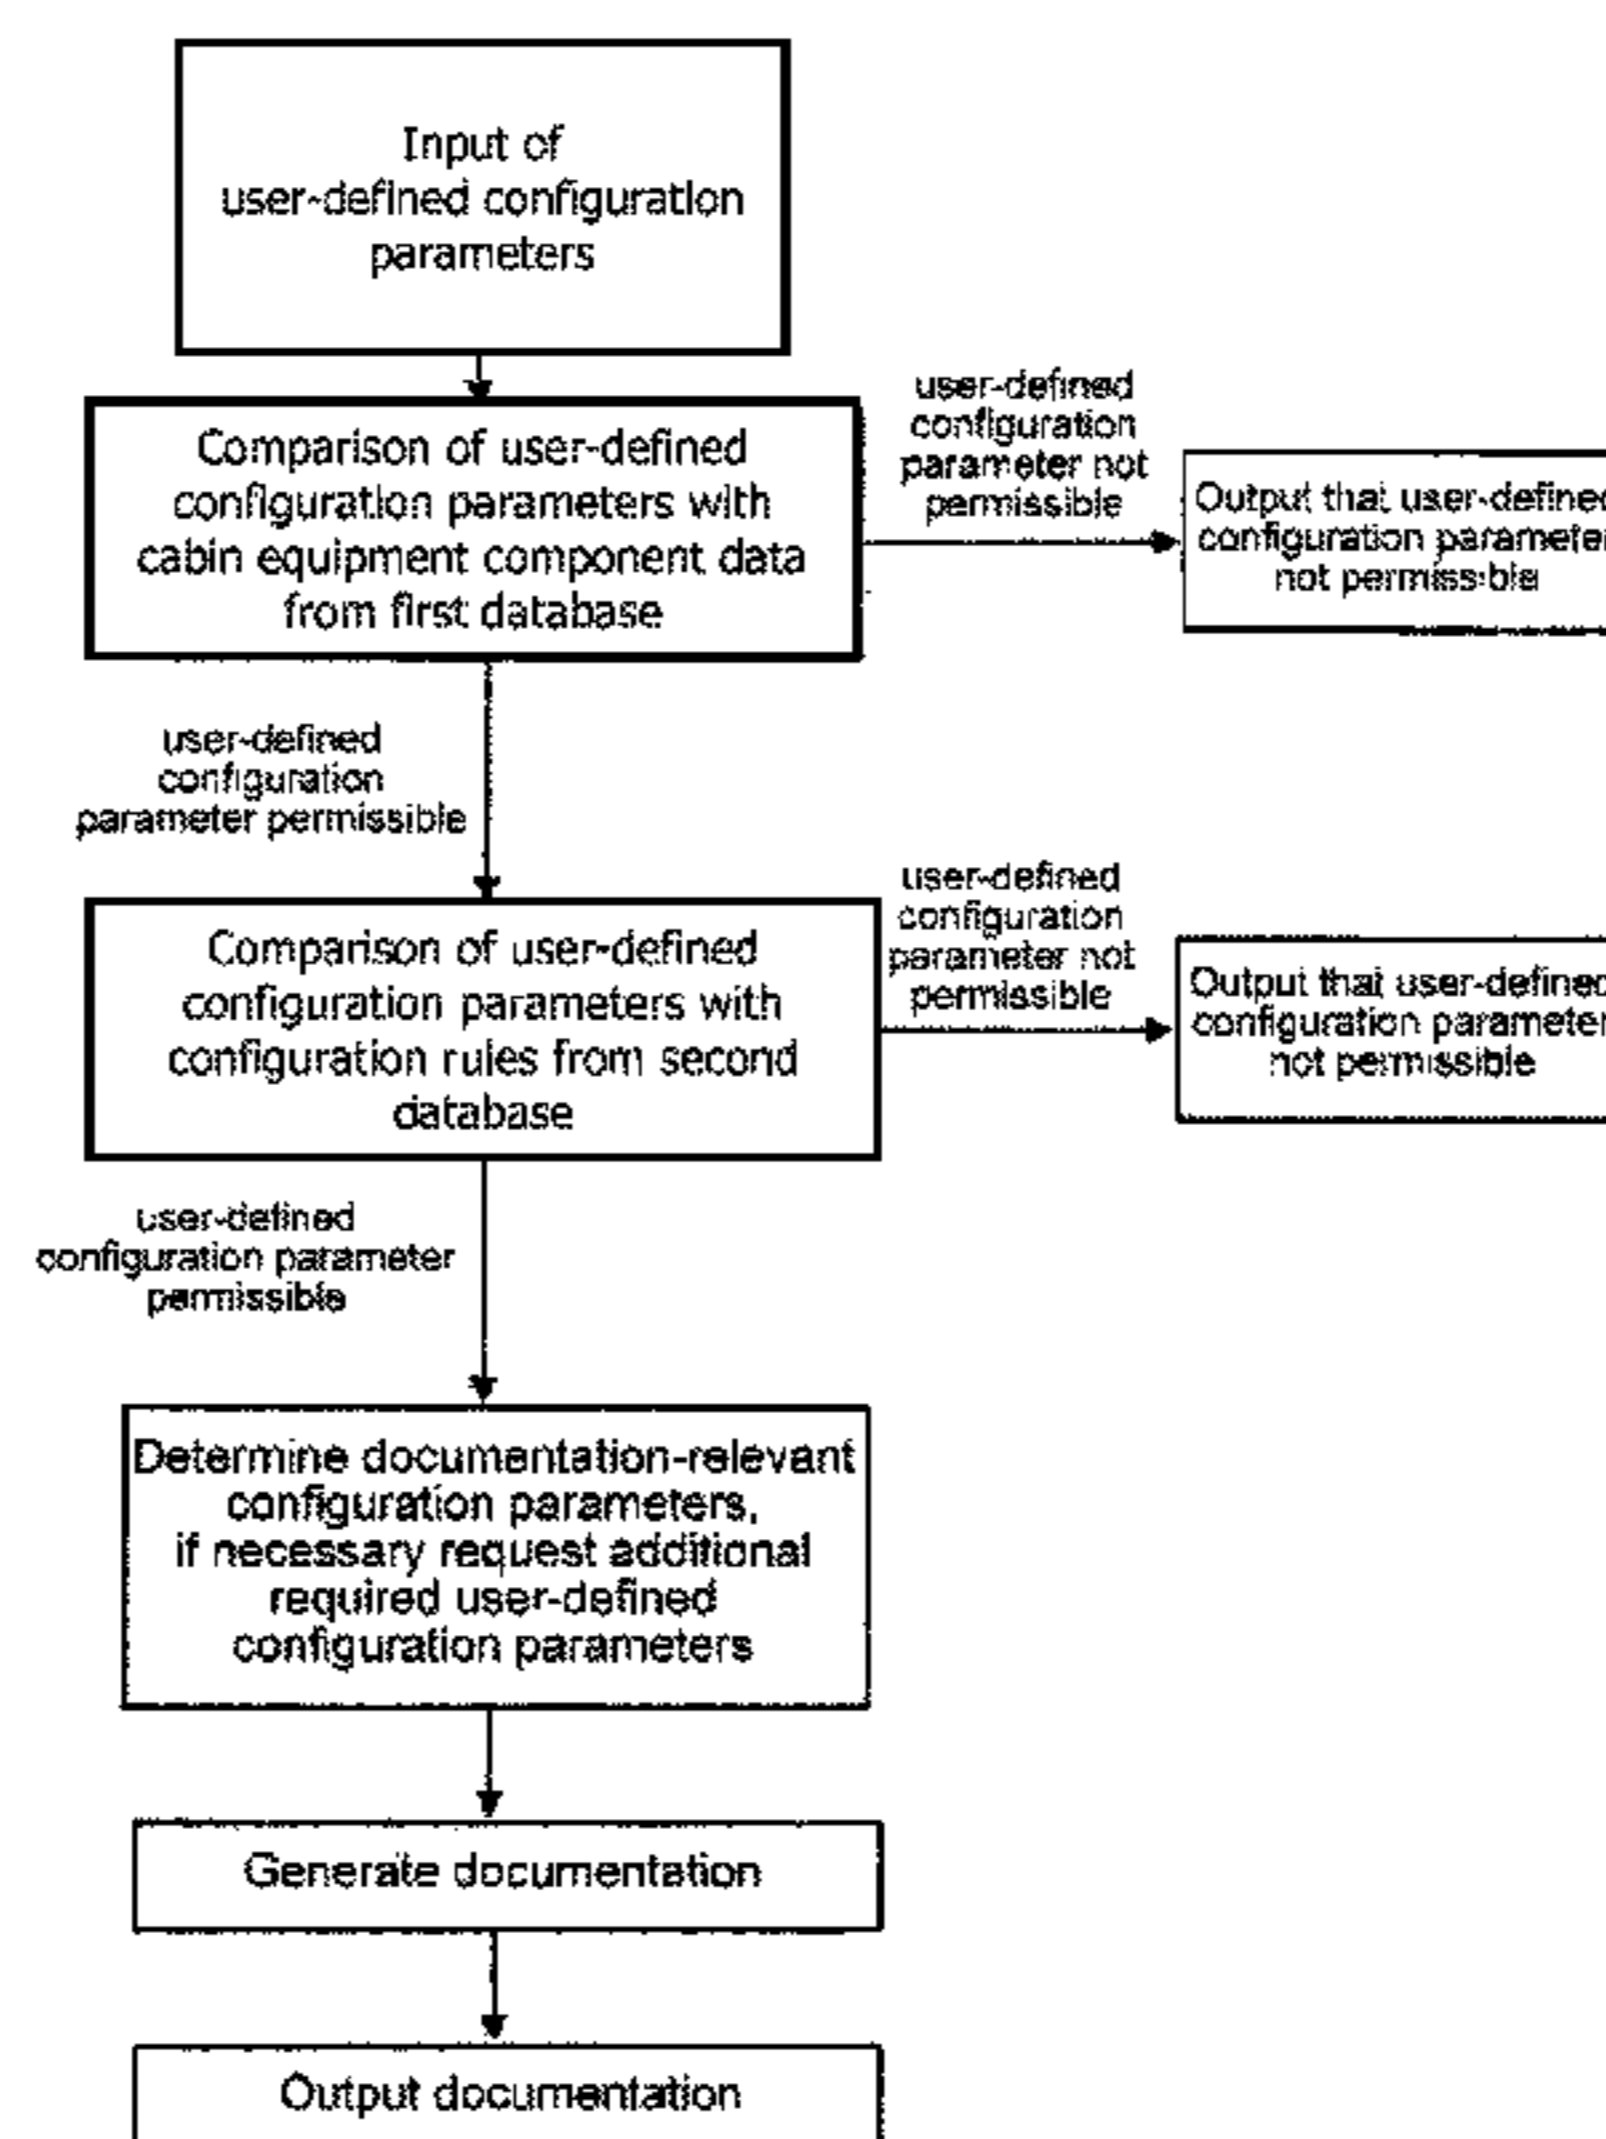 Input of
user-defined configuration
parameters
Comparison of user-defined
configuration parameters with
cabin equipment component data
from first database
user-defined
configuration
parameter not
permissible
Output that user-defined
configuration parameter
not permissible
user-defined
configuration
parameter permissible
Comparison of user-defined
configuration parameters with
configuration rules from second
database
user-defined
configuration
parameter not
permissible
Output that user-defined
configuration parameter
not permissible
user-defined
configuration parameter
permissible
Determine documentation-relevant
configuration parameters,
if necessary request additional
required user-defined
configuration parameters
Generate documentation
Output documentation